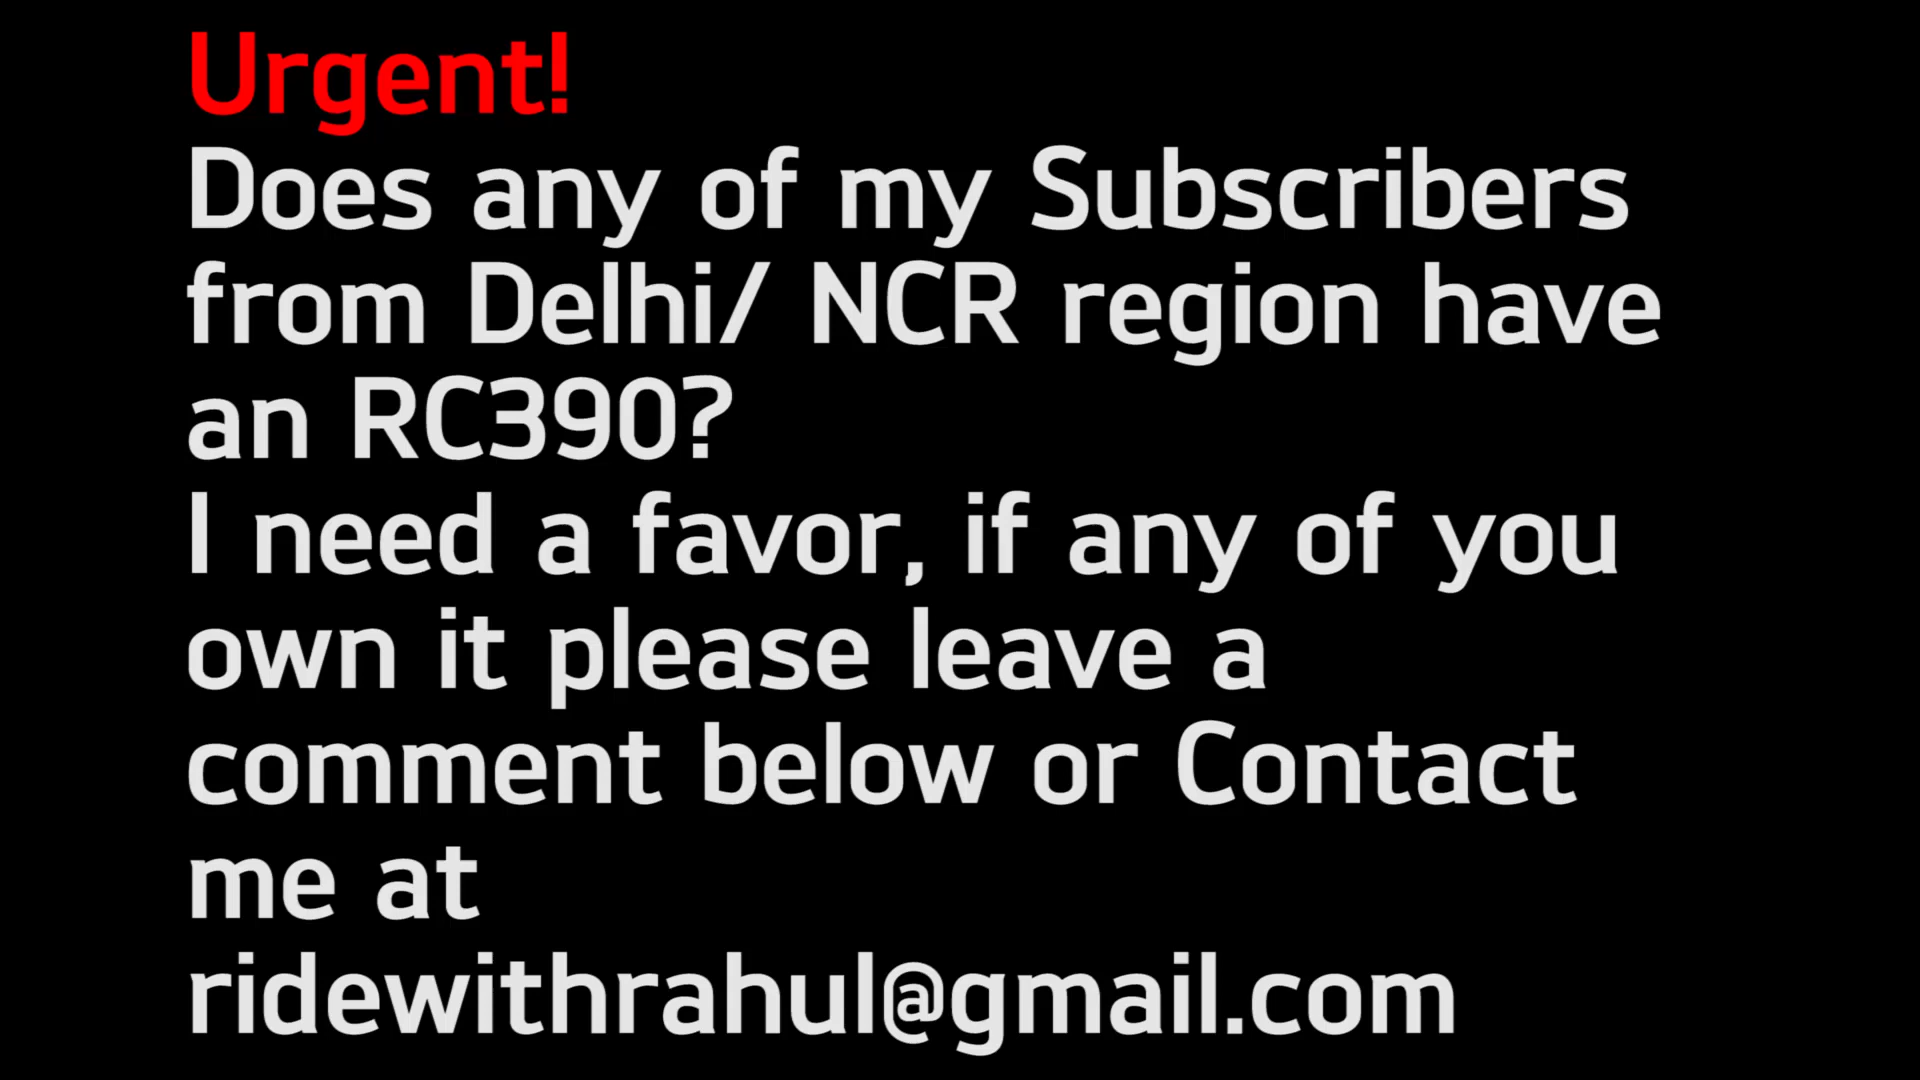 Urgent!
Does any of my Subscribers
from Delhi/ NCR region have
an RC390?
I need a favor, if any of you
own it please leave a
comment below or Contact
me at
ridewithrahul@gmail.com